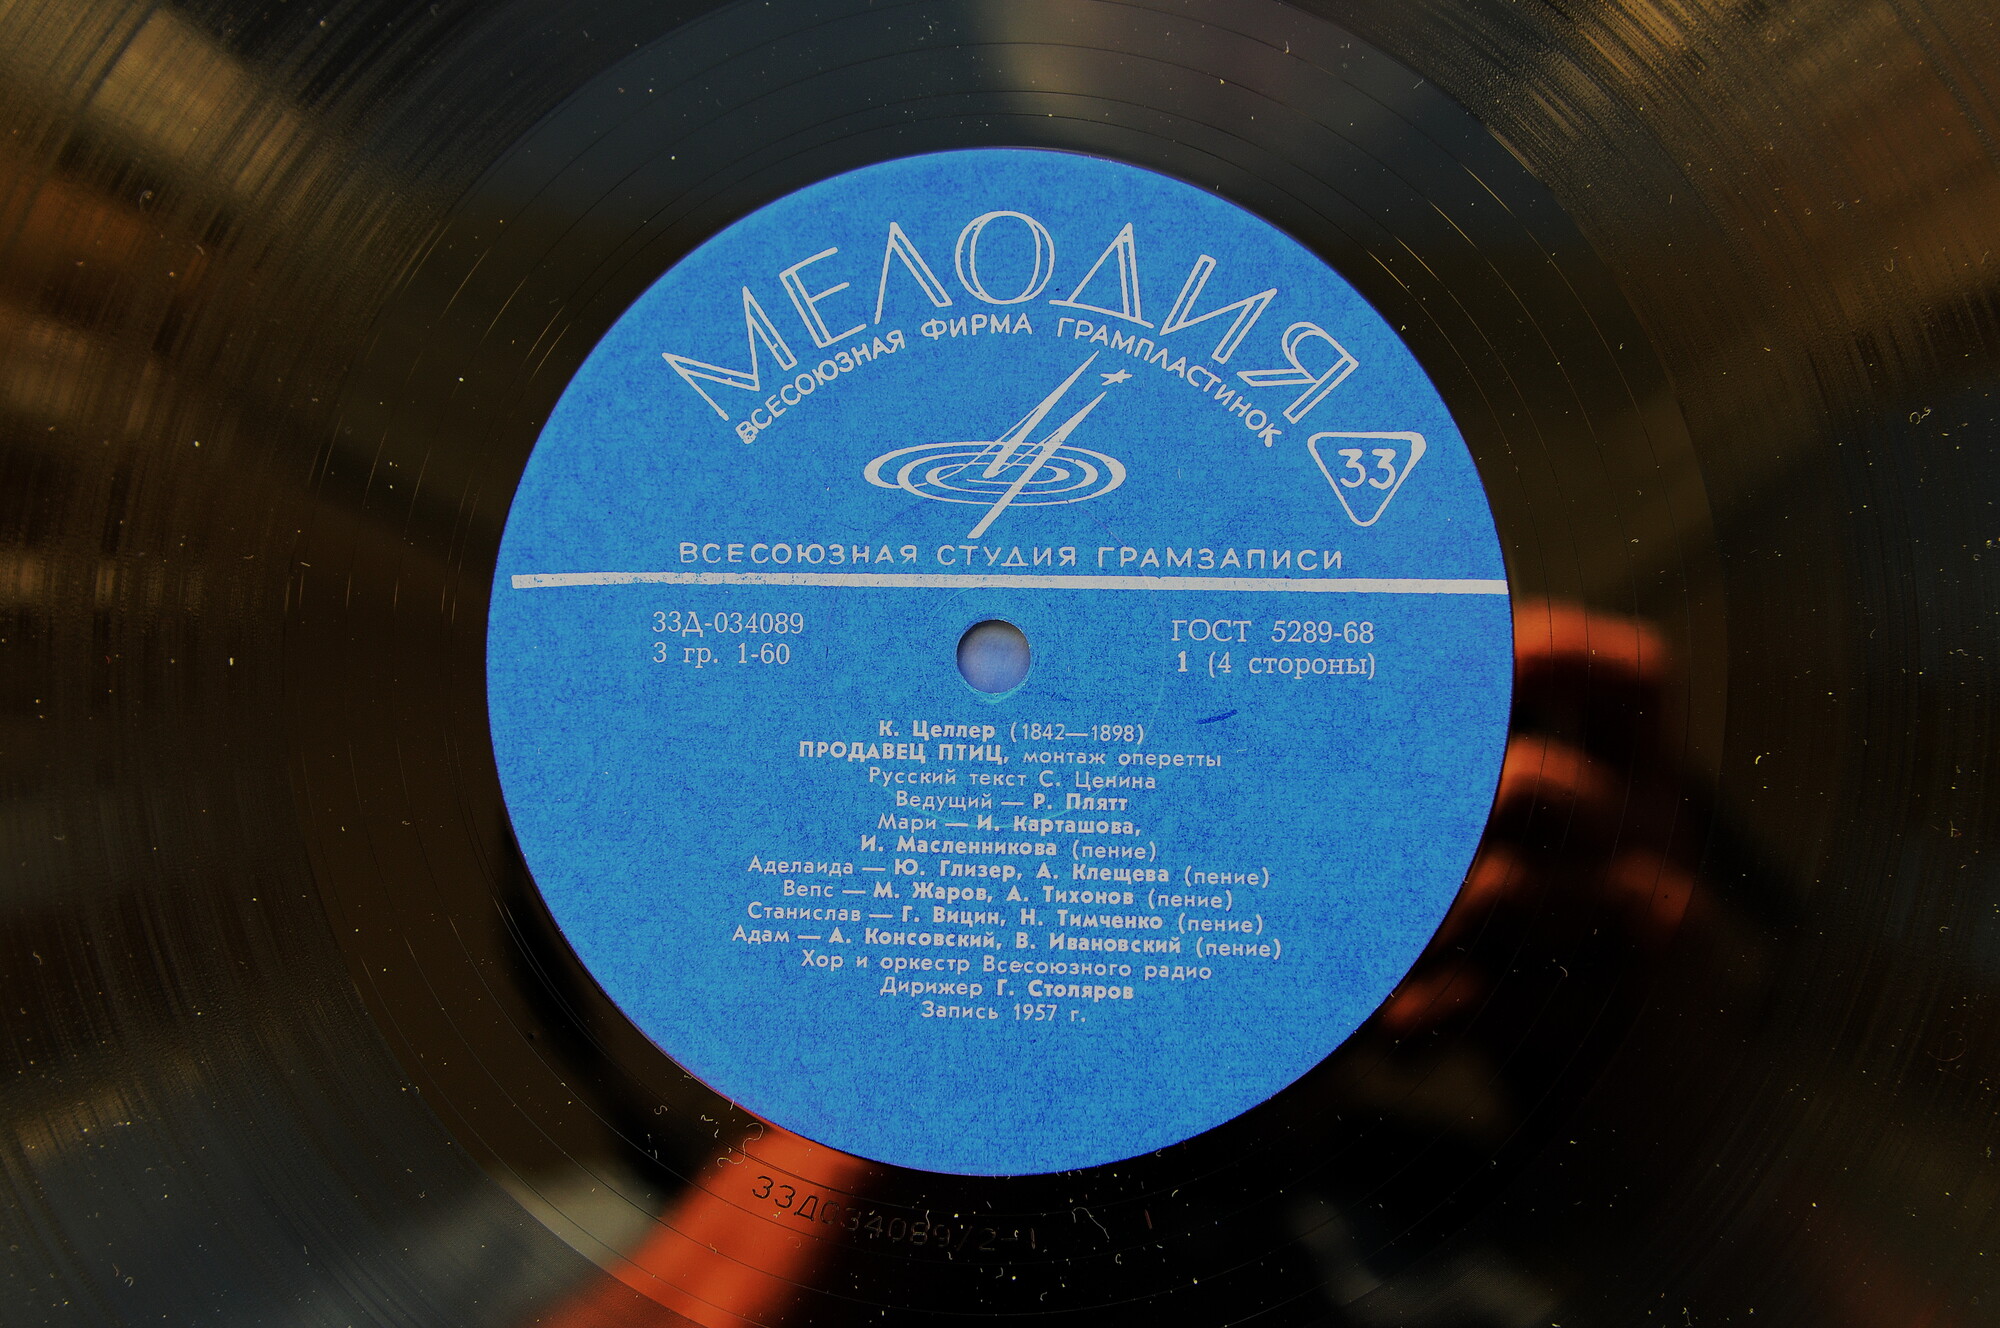 МЕЛОДИЯ
ВСЕСОЮЗНАЯ ФИРМА ГРАМПЛАСТИНОК
33
ВСЕСОЮЗНАЯ СТУДИЯ ГРАМЗАПИСИ
33Д-034089
3 гр. 1-60
ГОСТ 5289-68
1 (4 стороны)
К. Целлер (1842—1898)
ПРОДАВЕЦ ПТИЦ, монтаж оперетты
Русский текст С. Ценина
Ведущий — Р. Плятт
Мари — И. Карташова,
И. Масленникова (пение)
Аделаида — Ю. Глизер, А. Клещева (пение)
Вепс — М. Жаров, А. Тихонов (пение)
Станислав — Г. Вицин, Н. Тимченко (пение)
Адам — А. Консовский, В. Ивановский (пение)
Хор и оркестр Всесоюзного радио
Дирижер Г. Столяров
Запись 1957 г.
33Д034089/2-1